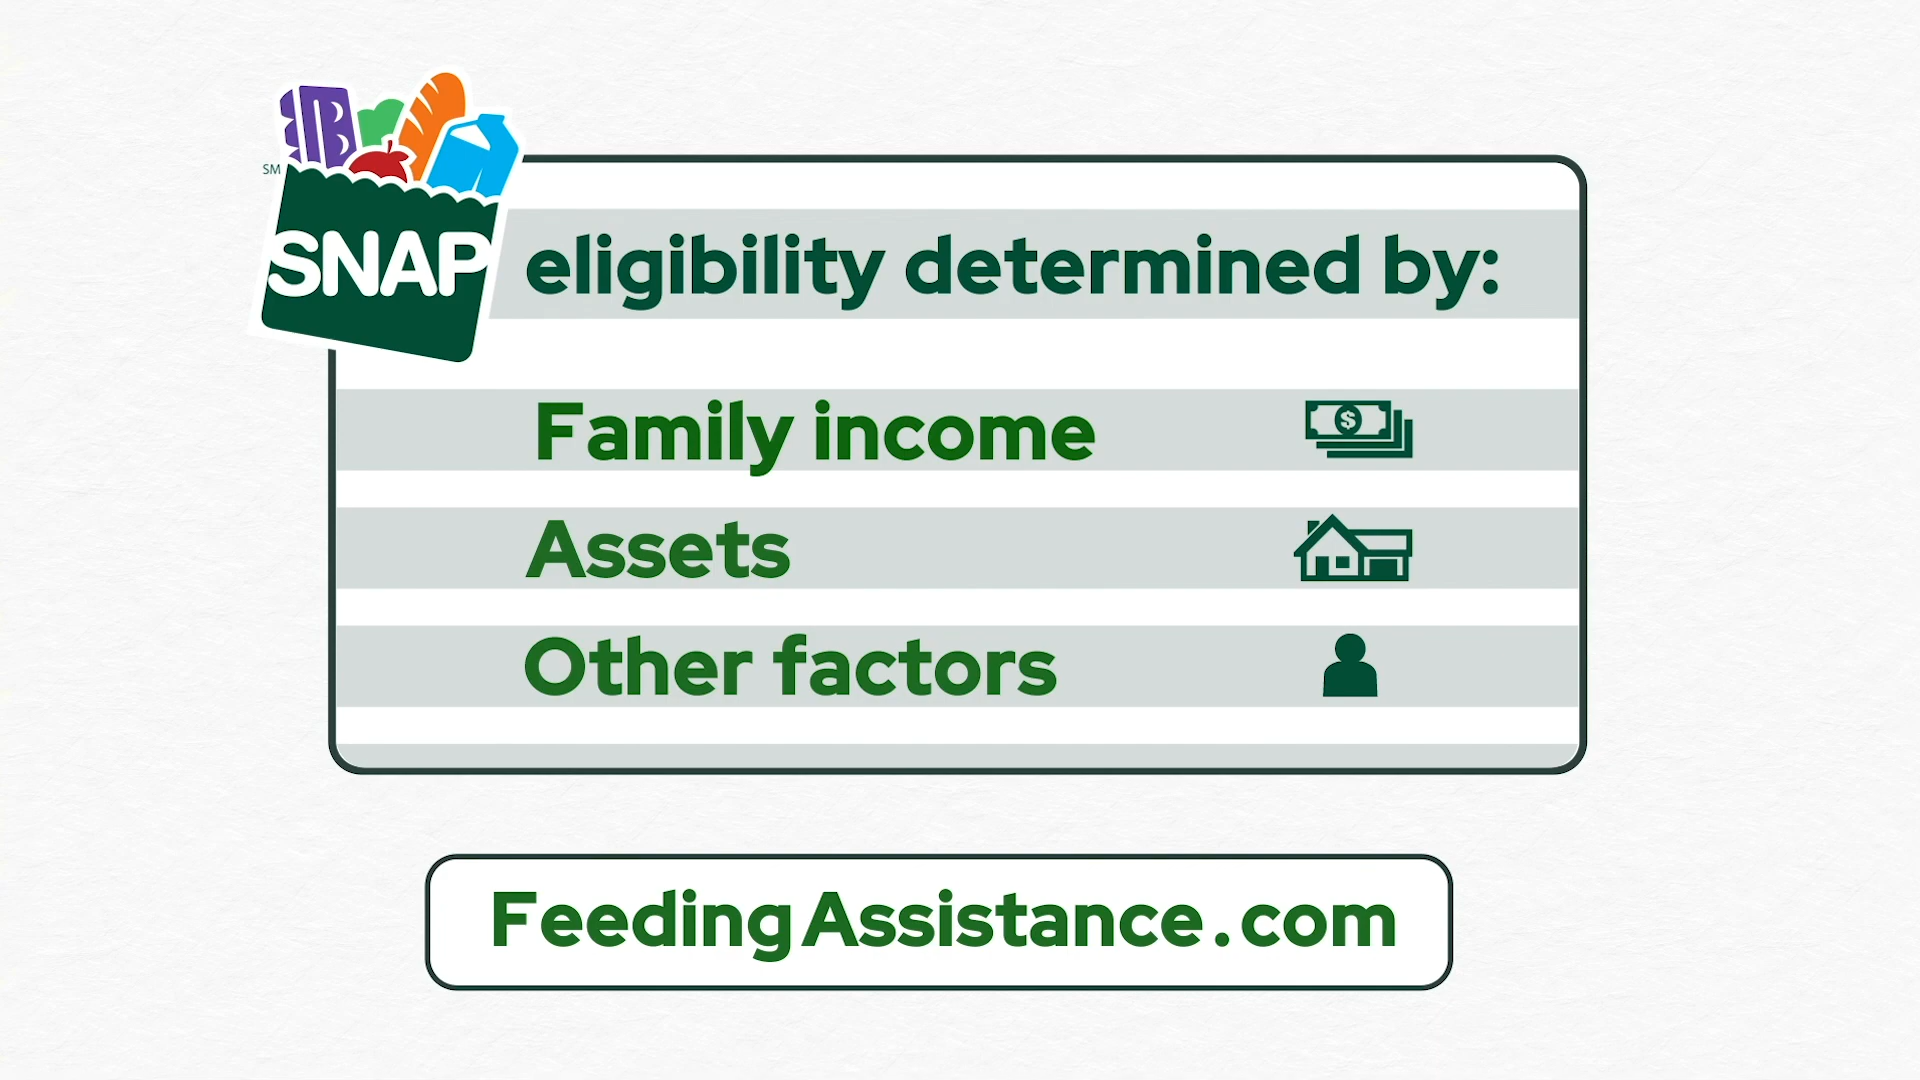 SM
SNAP
eligibility determined by:
Family income
$
Assets
Other factors
FeedingAssistance.com